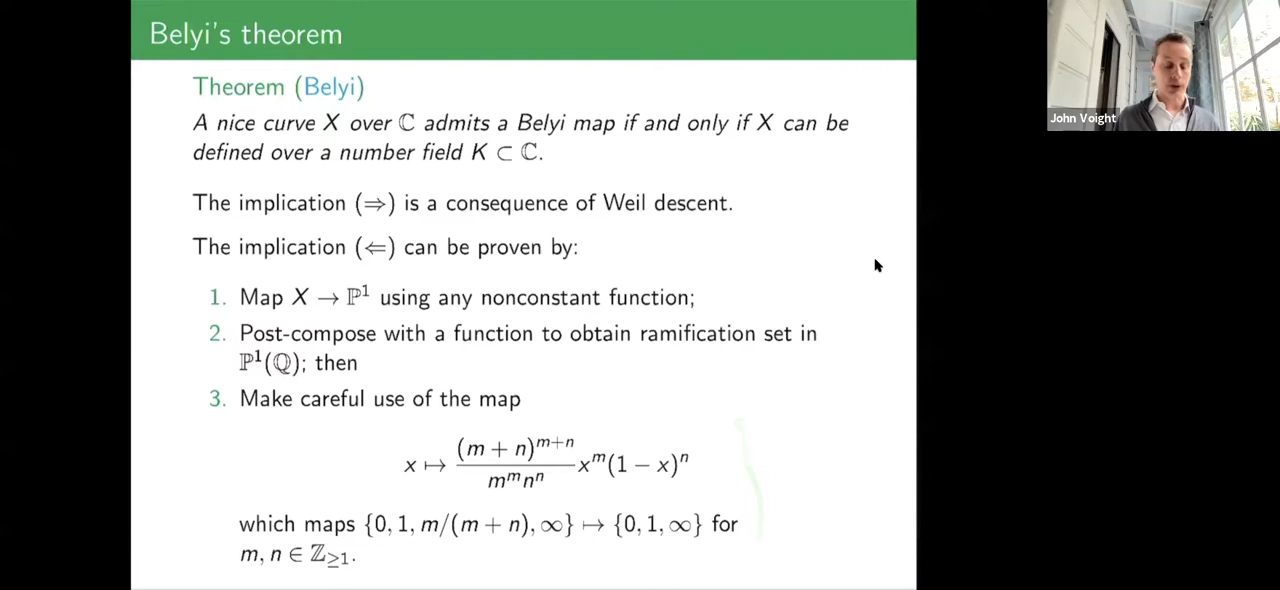 Belyi's theorem
Theorem (Belyi)
A nice curve X over ℂ admits a Belyi map if and only if X can be
defined over a number field K ⊂ ℂ.
The implication (⇒) is a consequence of Weil descent.
The implication (⇐) can be proven by:
1. Map X → ℙ¹ using any nonconstant function;
2. Post-compose with a function to obtain ramification set in
ℙ¹(ℚ); then
3. Make careful use of the map
x ↦ (m + n)^{m+n} / m^m n^n x^m (1 − x)^n
which maps {0, 1, m/(m + n), ∞} ↦ {0, 1, ∞} for
m, n ∈ ℤ≥1.
John Voight